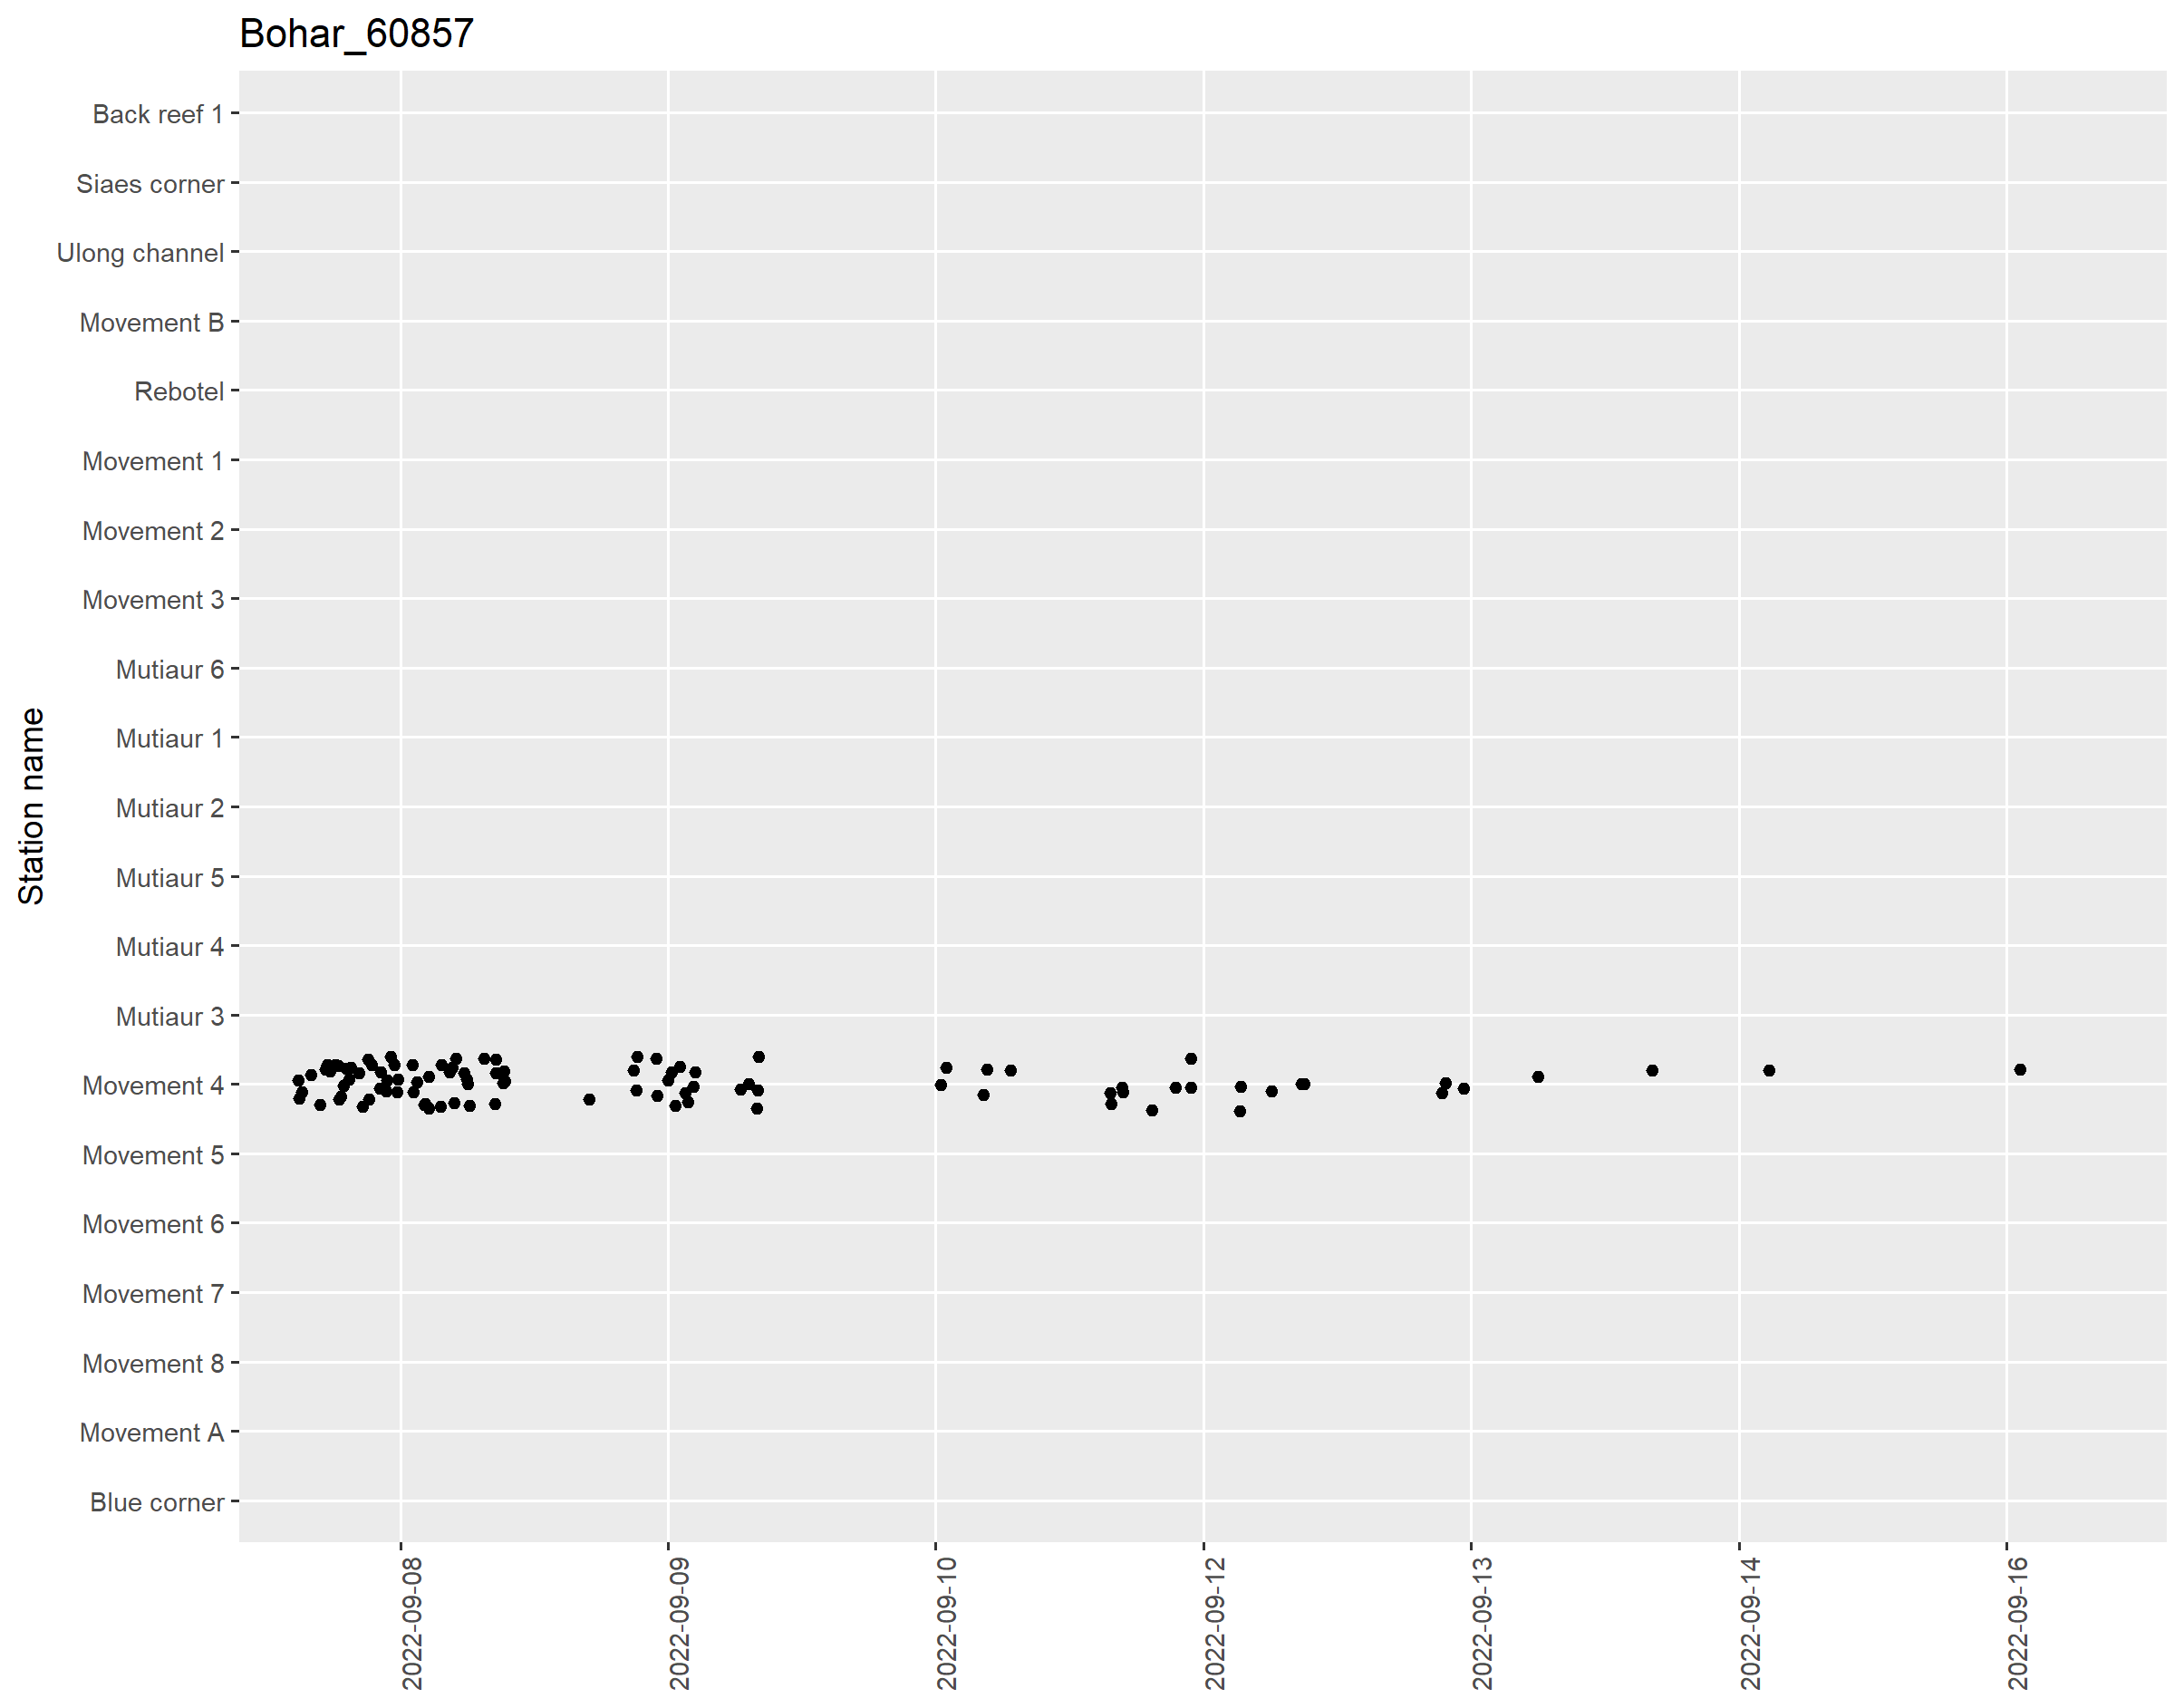 Bohar_60857
Station name
Back reef 1
Siaes corner
Ulong channel
Movement B
Rebotel
Movement 1
Movement 2
Movement 3
Mutiaur 6
Mutiaur 1
Mutiaur 2
Mutiaur 5
Mutiaur 4
Mutiaur 3
Movement 4
Movement 5
Movement 6
Movement 7
Movement 8
Movement A
Blue corner
2022-09-08
2022-09-09
2022-09-10
2022-09-12
2022-09-13
2022-09-14
2022-09-16